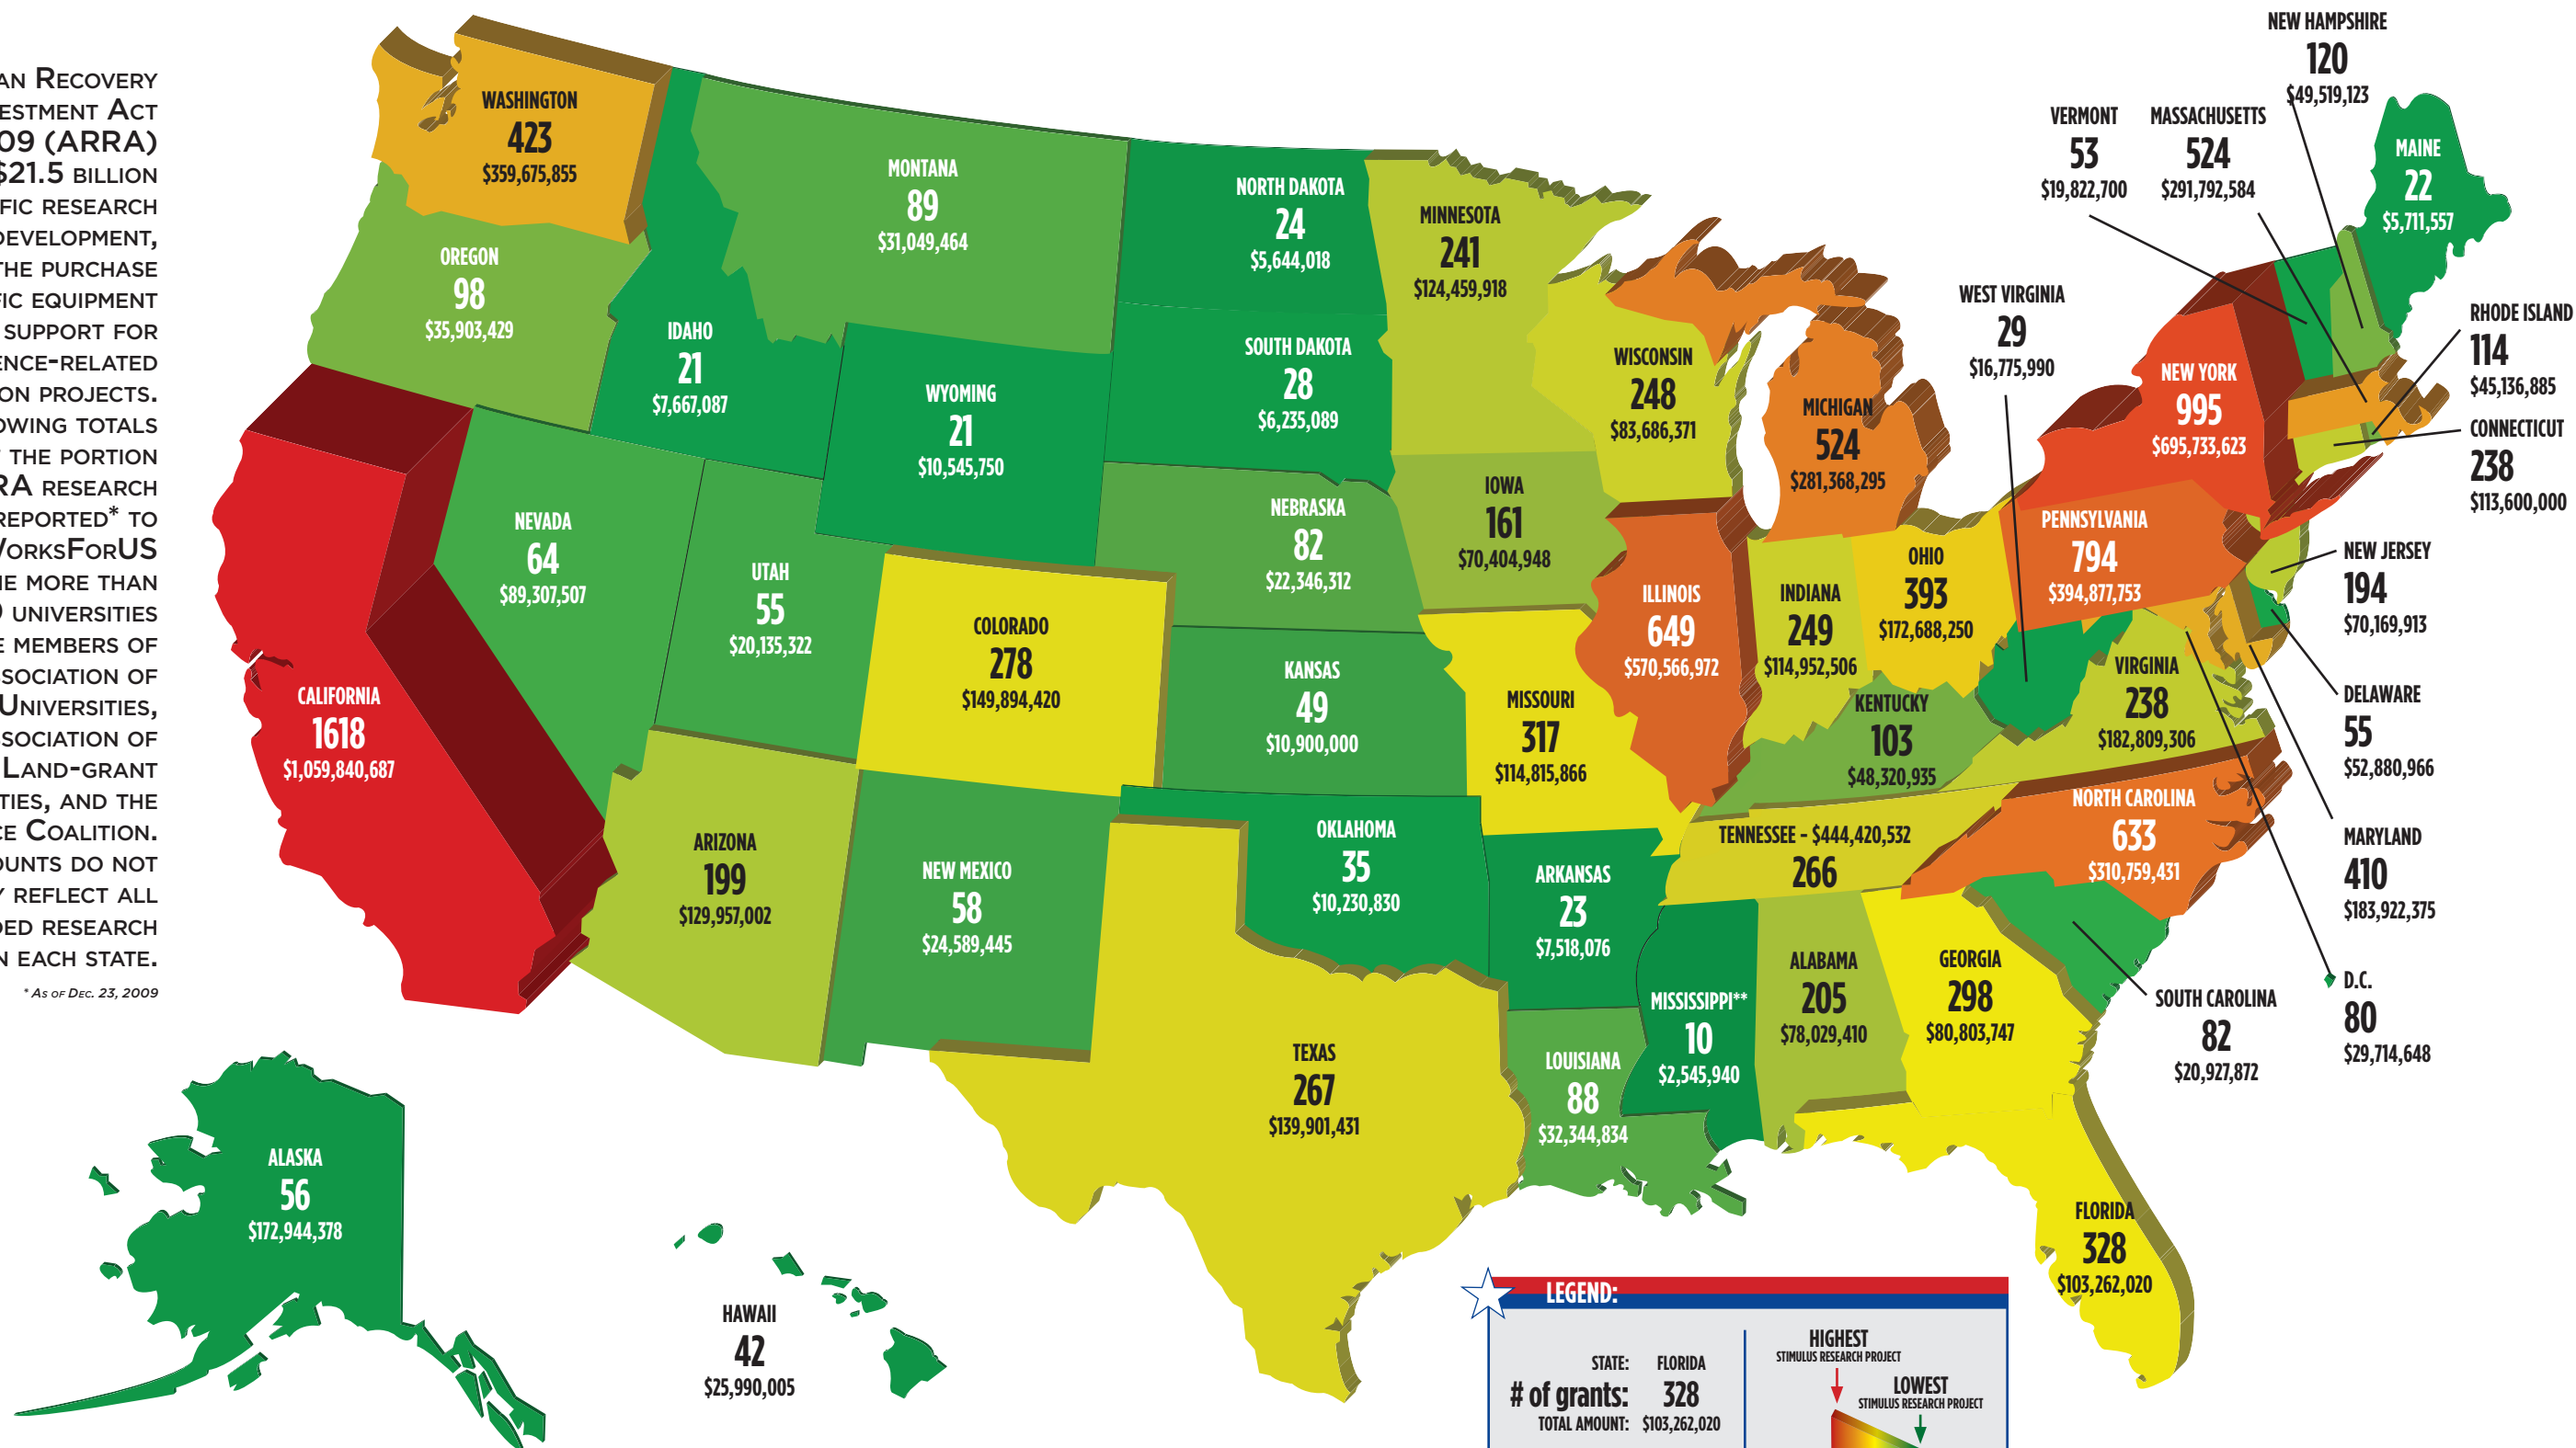 AN RECOVERY
ESTMENT ACT
09 (ARRA)
$21.5 BILLION
FIC RESEARCH
DEVELOPMENT,
THE PURCHASE
FIC EQUIPMENT
SUPPORT FOR
ENCE-RELATED
ON PROJECTS.
OWING TOTALS
THE PORTION
RA RESEARCH
REPORTED* TO
WORKSFORUS
HE MORE THAN
UNIVERSITIES
E MEMBERS OF
SSOCIATION OF
UNIVERSITIES,
SSOCIATION OF
LAND-GRANT
TIES, AND THE
CE COALITION.
OUNTS DO NOT
Y REFLECT ALL
DED RESEARCH
N EACH STATE.
* AS OF DEC. 23, 2009
WASHINGTON
423
$359,675,855
OREGON
98
$35,903,429
CALIFORNIA
1618
$1,059,840,687
IDAHO
21
$7,667,087
NEVADA
64
$89,307,507
MONTANA
89
$31,049,464
WYOMING
21
$10,545,750
UTAH
55
$20,135,322
COLORADO
278
$149,894,420
ARIZONA
199
$129,957,002
NEW MEXICO
58
$24,589,445
NORTH DAKOTA
24
$5,644,018
SOUTH DAKOTA
28
$6,235,089
NEBRASKA
82
$22,346,312
KANSAS
49
$10,900,000
OKLAHOMA
35
$10,230,830
TEXAS
267
$139,901,431
MINNESOTA
241
$124,459,918
IOWA
161
$70,404,948
MISSOURI
317
$114,815,866
ARKANSAS
23
$7,518,076
LOUISIANA
88
$32,344,834
WISCONSIN
248
$83,686,371
ILLINOIS
649
$570,566,972
MICHIGAN
524
$281,368,295
INDIANA
249
$114,952,506
OHIO
393
$172,688,250
KENTUCKY
103
$48,320,935
TENNESSEE - $444,420,532
266
MISSISSIPPI**
10
$2,545,940
ALABAMA
205
$78,029,410
GEORGIA
298
$80,803,747
FLORIDA
328
$103,262,020
SOUTH CAROLINA
82
$20,927,872
NORTH CAROLINA
633
$310,759,431
VIRGINIA
238
$182,809,306
WEST VIRGINIA
29
$16,775,990
PENNSYLVANIA
794
$394,877,753
NEW YORK
995
$695,733,623
VERMONT
53
$19,822,700
MASSACHUSETTS
524
$291,792,584
NEW HAMPSHIRE
120
$49,519,123
MAINE
22
$5,711,557
RHODE ISLAND
114
$45,136,885
CONNECTICUT
238
$113,600,000
NEW JERSEY
194
$70,169,913
DELAWARE
55
$52,880,966
MARYLAND
410
$183,922,375
D.C.
80
$29,714,648
ALASKA
56
$172,944,378
HAWAII
42
$25,990,005
LEGEND:
STATE: FLORIDA
# of grants: 328
TOTAL AMOUNT: $103,262,020
HIGHEST
STIMULUS RESEARCH PROJECT
LOWEST
STIMULUS RESEARCH PROJECT